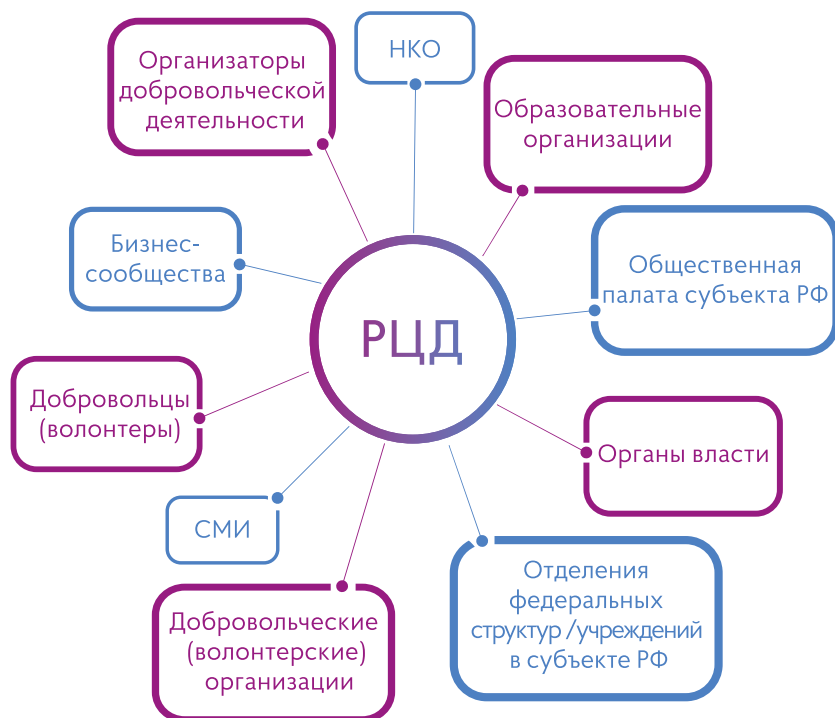 НКО
Организаторы
добровольческой
деятельности
Образовательные
организации
Бизнес-
сообщества
Общественная
палата субъекта РФ
РЦД
Добровольцы
(волонтеры)
Органы власти
СМИ
Отделения
федеральных
структур /учреждений
в субъекте РФ
Добровольческие
(волонтерские)
организации